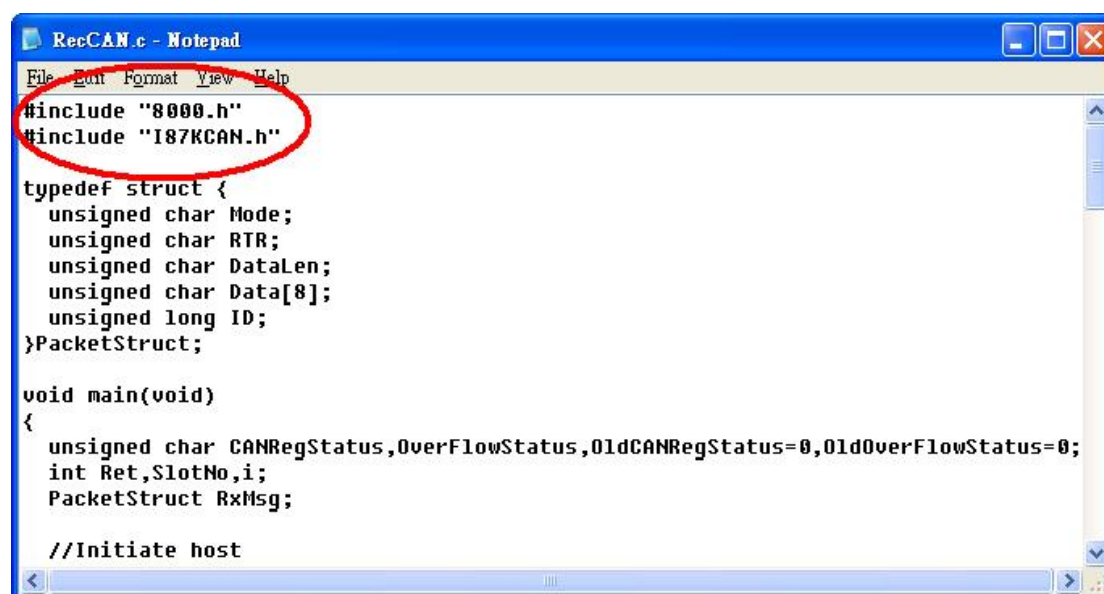 RecCAN.c - Notepad
File Edit Format View Help
#include "8000.h"
#include "I87KCAN.h"
typedef struct {
unsigned char Mode;
unsigned char RTR;
unsigned char DataLen;
unsigned char Data[8];
unsigned long ID;
}PacketStruct;
void main(void)
{
unsigned char CANRegStatus,OverFlowStatus,OldCANRegStatus=0,OldOverFlowStatus=0;
int Ret,SlotNo,i;
PacketStruct RxMsg;
//Initiate host